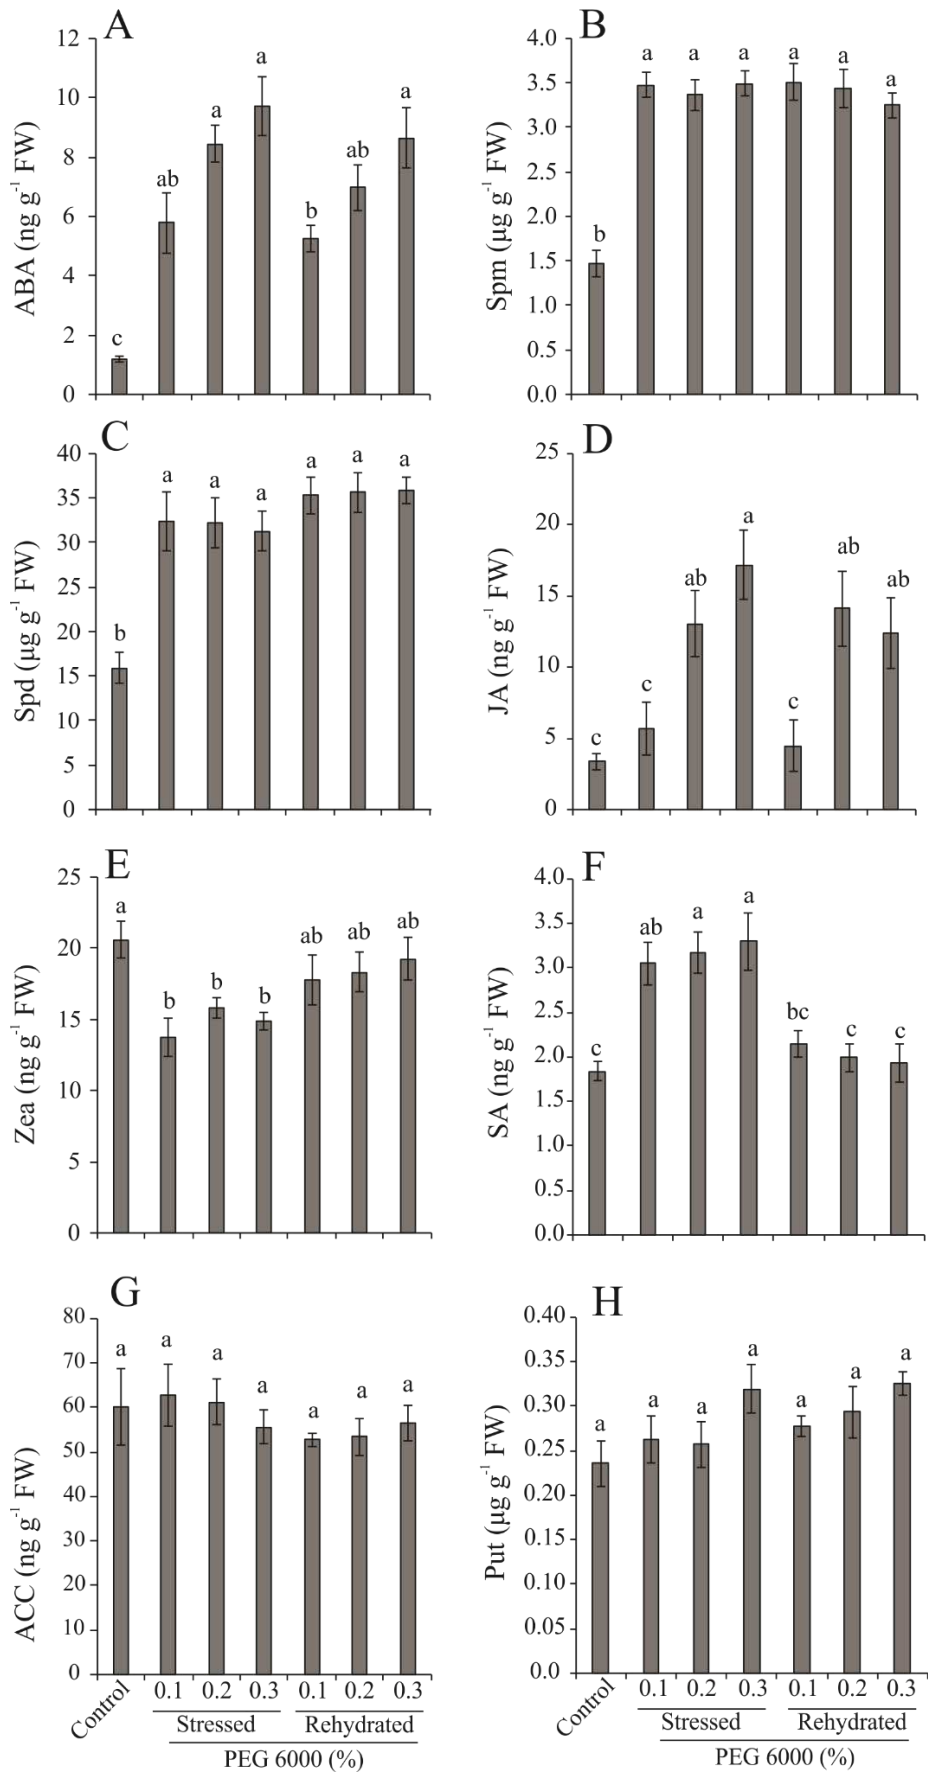 A
ABA (ng g⁻¹ FW)
12
10
8
6
4
2
0
c
ab
a
a
b
ab
a
B
Spm (µg g⁻¹ FW)
4.0
3.5
3.0
2.5
2.0
1.5
1.0
0.5
0.0
b
a
a
a
a
a
a
C
Spd (µg g⁻¹ FW)
40
35
30
25
20
15
10
5
0
b
a
a
a
a
a
a
D
JA (ng g⁻¹ FW)
25
20
15
10
5
0
c
c
ab
a
c
ab
ab
E
Zea (ng g⁻¹ FW)
25
20
15
10
5
0
a
b
b
b
ab
ab
ab
F
SA (ng g⁻¹ FW)
4.0
3.5
3.0
2.5
2.0
1.5
1.0
0.5
0.0
c
ab
a
a
bc
c
c
G
ACC (ng g⁻¹ FW)
80
70
60
50
40
30
20
10
0
a
a
a
a
a
a
a
Control 0.1 0.2 0.3 0.1 0.2 0.3
Stressed Rehydrated
PEG 6000 (%)
H
Put (µg g⁻¹ FW)
0.40
0.35
0.30
0.25
0.20
0.15
0.10
0.05
0.0
a
a
a
a
a
a
a
Control 0.1 0.2 0.3 0.1 0.2 0.3
Stressed Rehydrated
PEG 6000 (%)